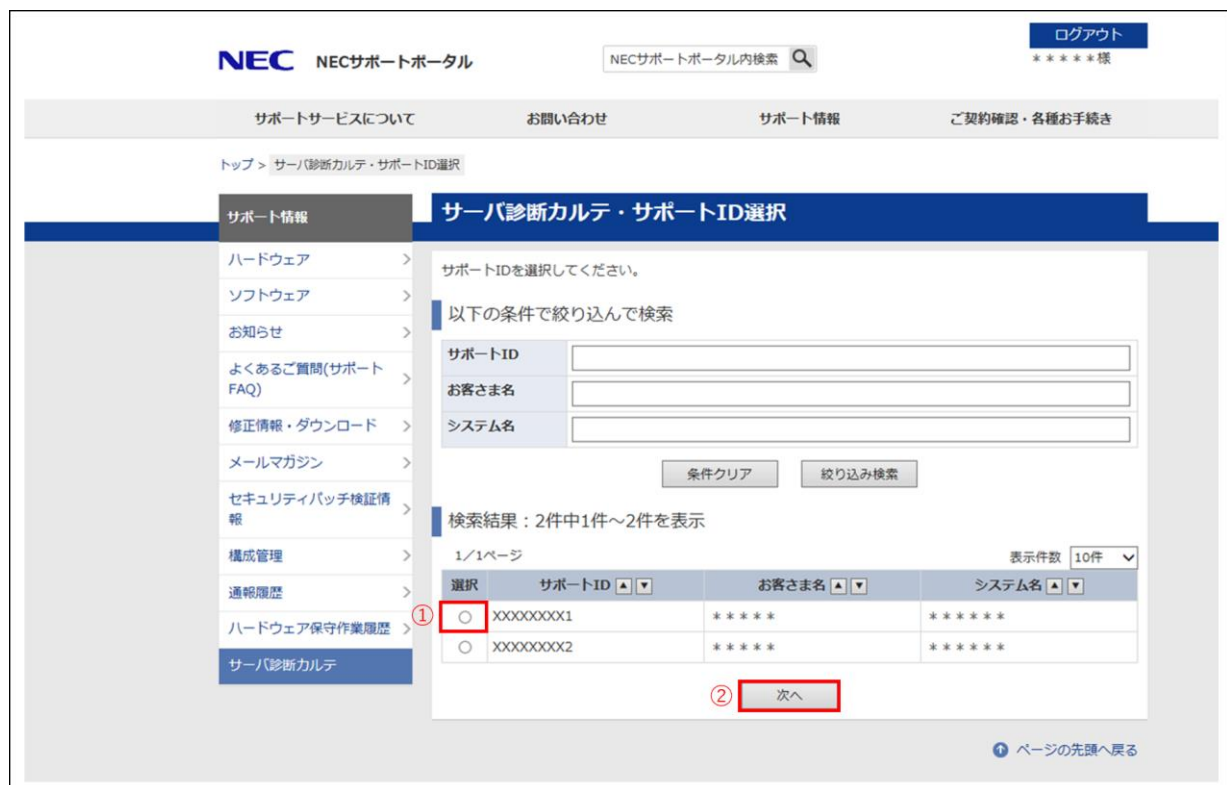 ログアウト
NEC NECサポートポータル
NECサポートポータル内検索
＊＊＊＊＊様
サポートサービスについて お問い合わせ サポート情報 ご契約確認・各種お手続き
トップ > サーバ診断カルテ・サポートID選択
サポート情報
ハードウェア
ソフトウェア
お知らせ
よくあるご質問(サポート
FAQ)
修正情報・ダウンロード
メールマガジン
セキュリティパッチ検証情
報
構成管理
通報履歴
ハードウェア保守作業履歴
サーバ診断カルテ
サーバ診断カルテ・サポートID選択
サポートIDを選択してください。
以下の条件で絞り込んで検索
サポートID
お客さま名
システム名
条件クリア 絞り込み検索
検索結果：2件中1件～2件を表示
1／1ページ 表示件数 10件
選択 サポートID ▲ ▼ お客さま名 ▲ ▼ システム名 ▲ ▼
① XXXXXXXX1 ＊＊＊＊＊ ＊＊＊＊＊＊
XXXXXXXX2 ＊＊＊＊＊ ＊＊＊＊＊＊
② 次へ
ページの先頭へ戻る